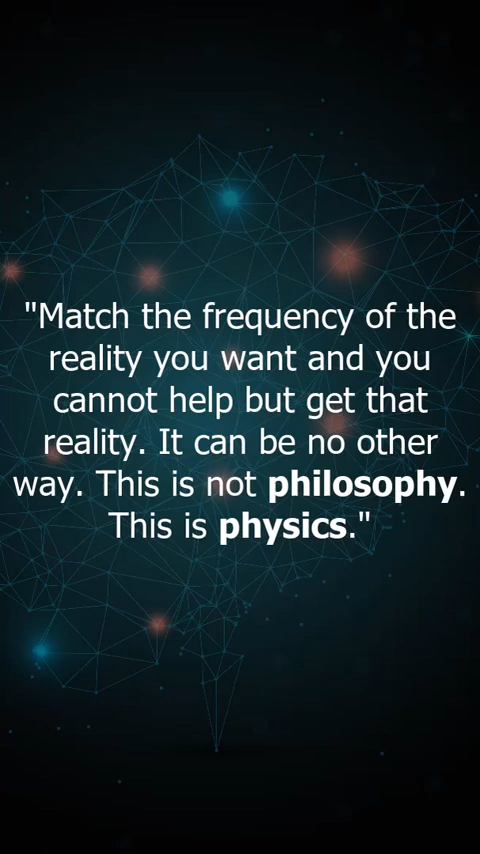 "Match the frequency of the
reality you want and you
cannot help but get that
reality. It can be no other
way. This is not philosophy.
This is physics."